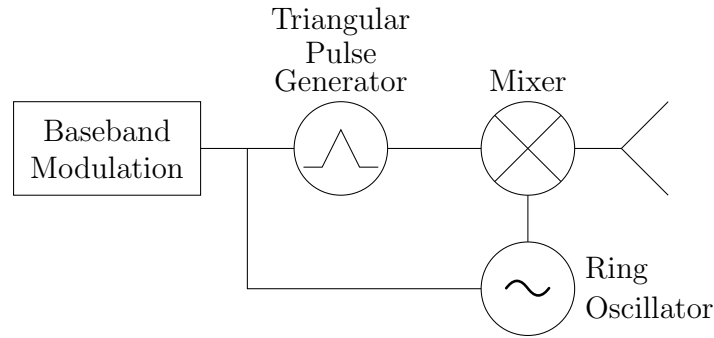 Triangular
Pulse
Generator
Mixer
Baseband
Modulation
Ring
Oscillator